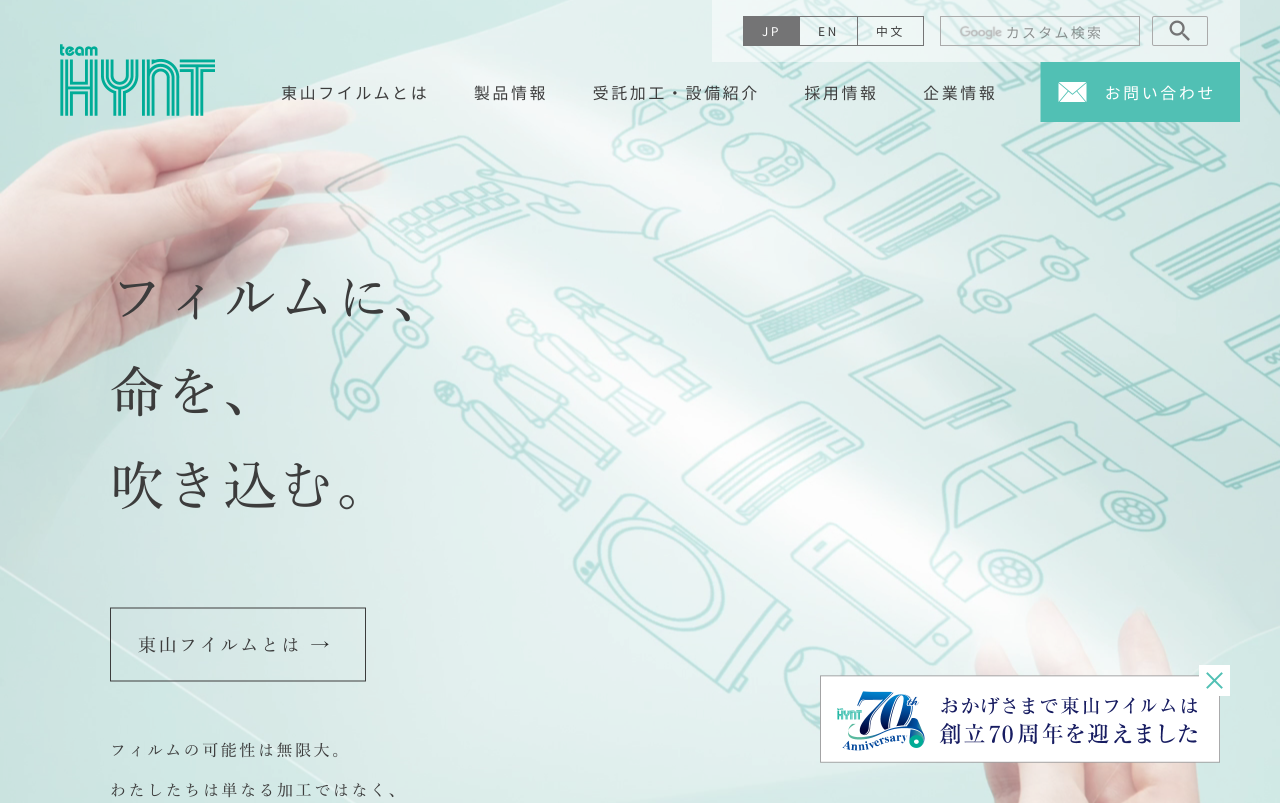 JP EN 中文 Google カスタム検索
team
HYNT
東山フイルムとは 製品情報 受託加工・設備紹介 採用情報 企業情報 お問い合わせ
フィルムに、
命を、
吹き込む。
東山フイルムとは →
HYNT 70th Anniversary
おかげさまで東山フイルムは
創立70周年を迎えました
フィルムの可能性は無限大。
わたしたちは単なる加工ではなく、